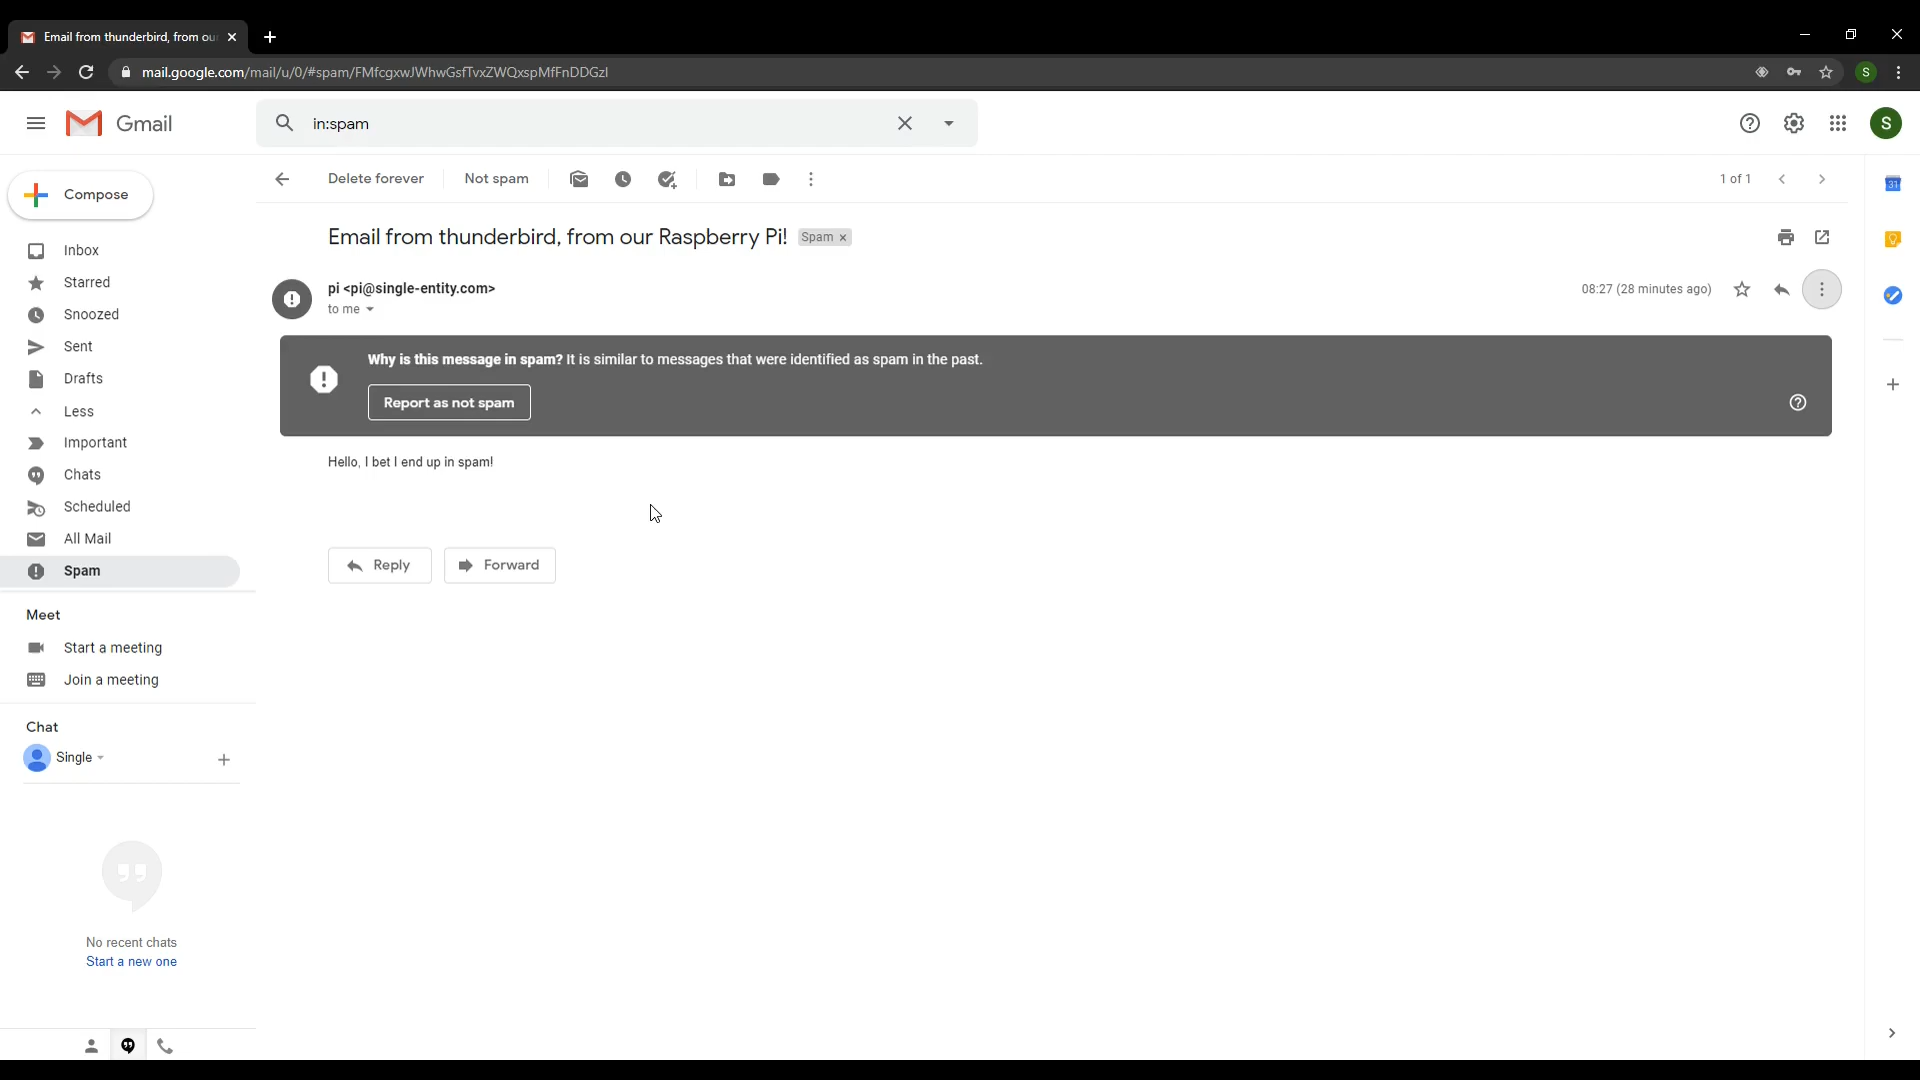 Email from thunderbird, from ou
mail.google.com/mail/u/0/#spam/FMfcgxwJWhwGsfTvxZWQxspMfFnDDGzl
S
Gmail
in:spam
S
Compose
Delete forever
Not spam
1 of 1
31
Email from thunderbird, from our Raspberry Pi!
Spam
Inbox
Starred
Snoozed
Sent
Drafts
Less
Important
Chats
Scheduled
All Mail
Spam
pi <pi@single-entity.com>
08:27 (28 minutes ago)
to me
Why is this message in spam? It is similar to messages that were identified as spam in the past.
Report as not spam
Hello, I bet I end up in spam!
Reply
Forward
Meet
Start a meeting
Join a meeting
Chat
Single
No recent chats
Start a new one